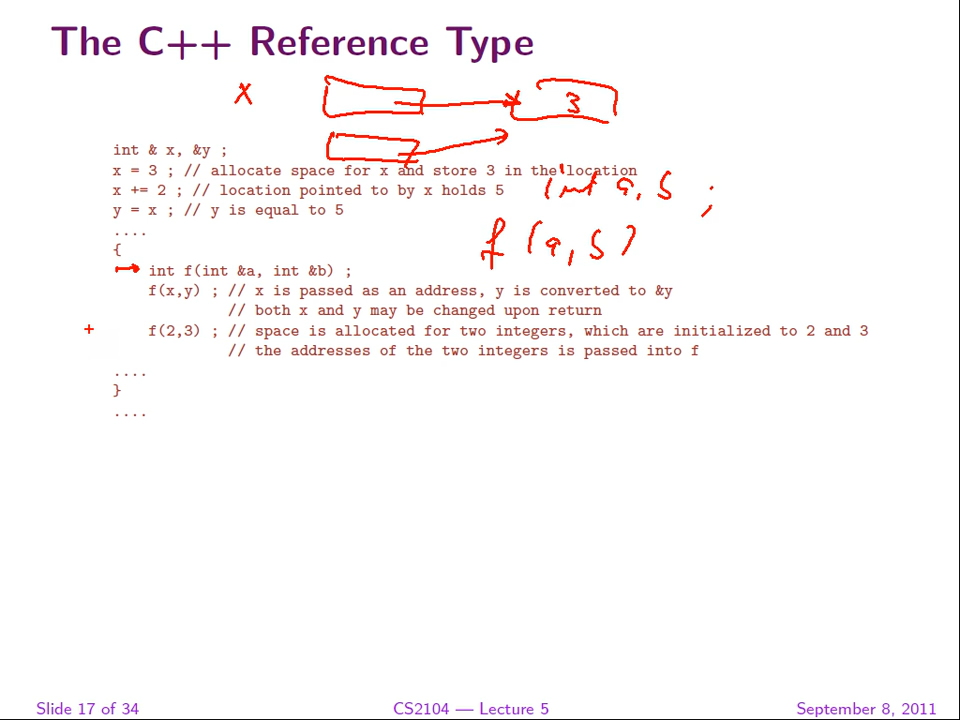 The C++ Reference Type
x
3
int & x, &y ;
x = 3 ; // allocate space for x and store 3 in the location
int a, b ;
x += 2 ; // location pointed to by x holds 5
y = x ; // y is equal to 5
....
f (a, b)
{
int f(int &a, int &b) ;
f(x,y) ; // x is passed as an address, y is converted to &y
// both x and y may be changed upon return
f(2,3) ; // space is allocated for two integers, which are initialized to 2 and 3
// the addresses of the two integers is passed into f
....
}
....
Slide 17 of 34
CS2104 — Lecture 5
September 8, 2011